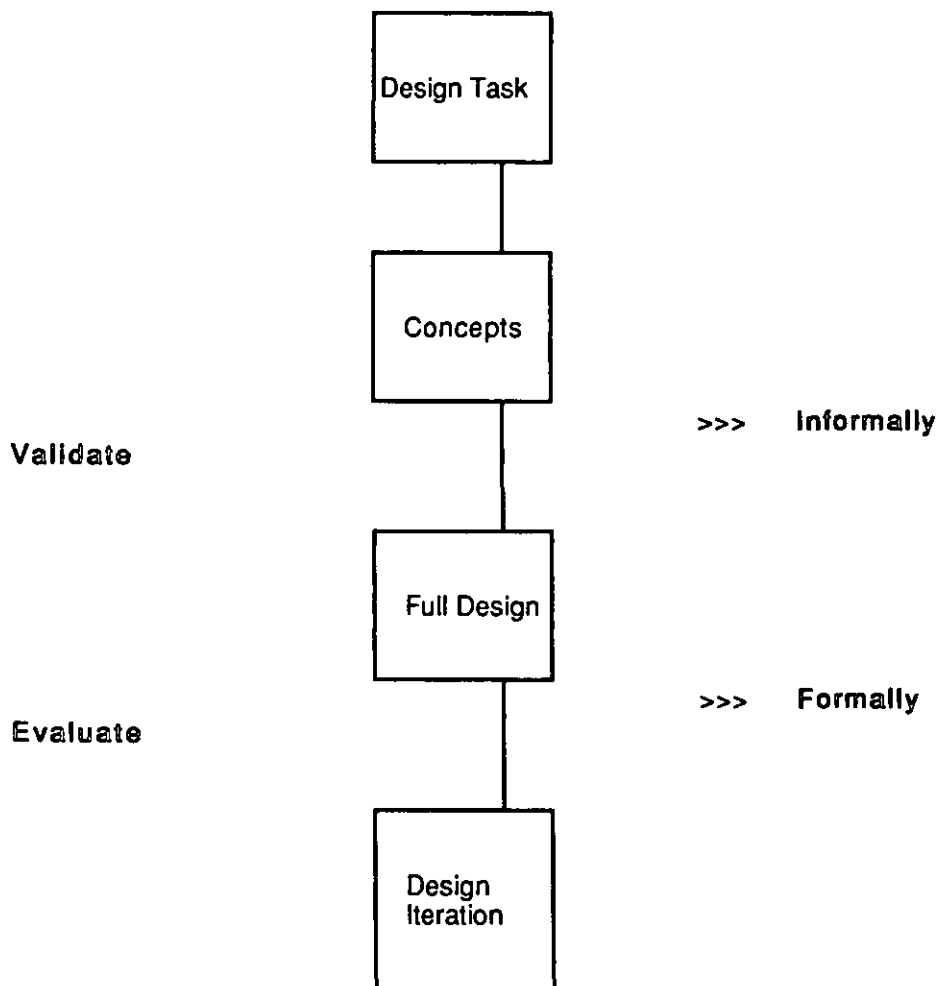 Design Task
Concepts
>>> Informally
Validate
Full Design
>>> Formally
Evaluate
Design
Iteration